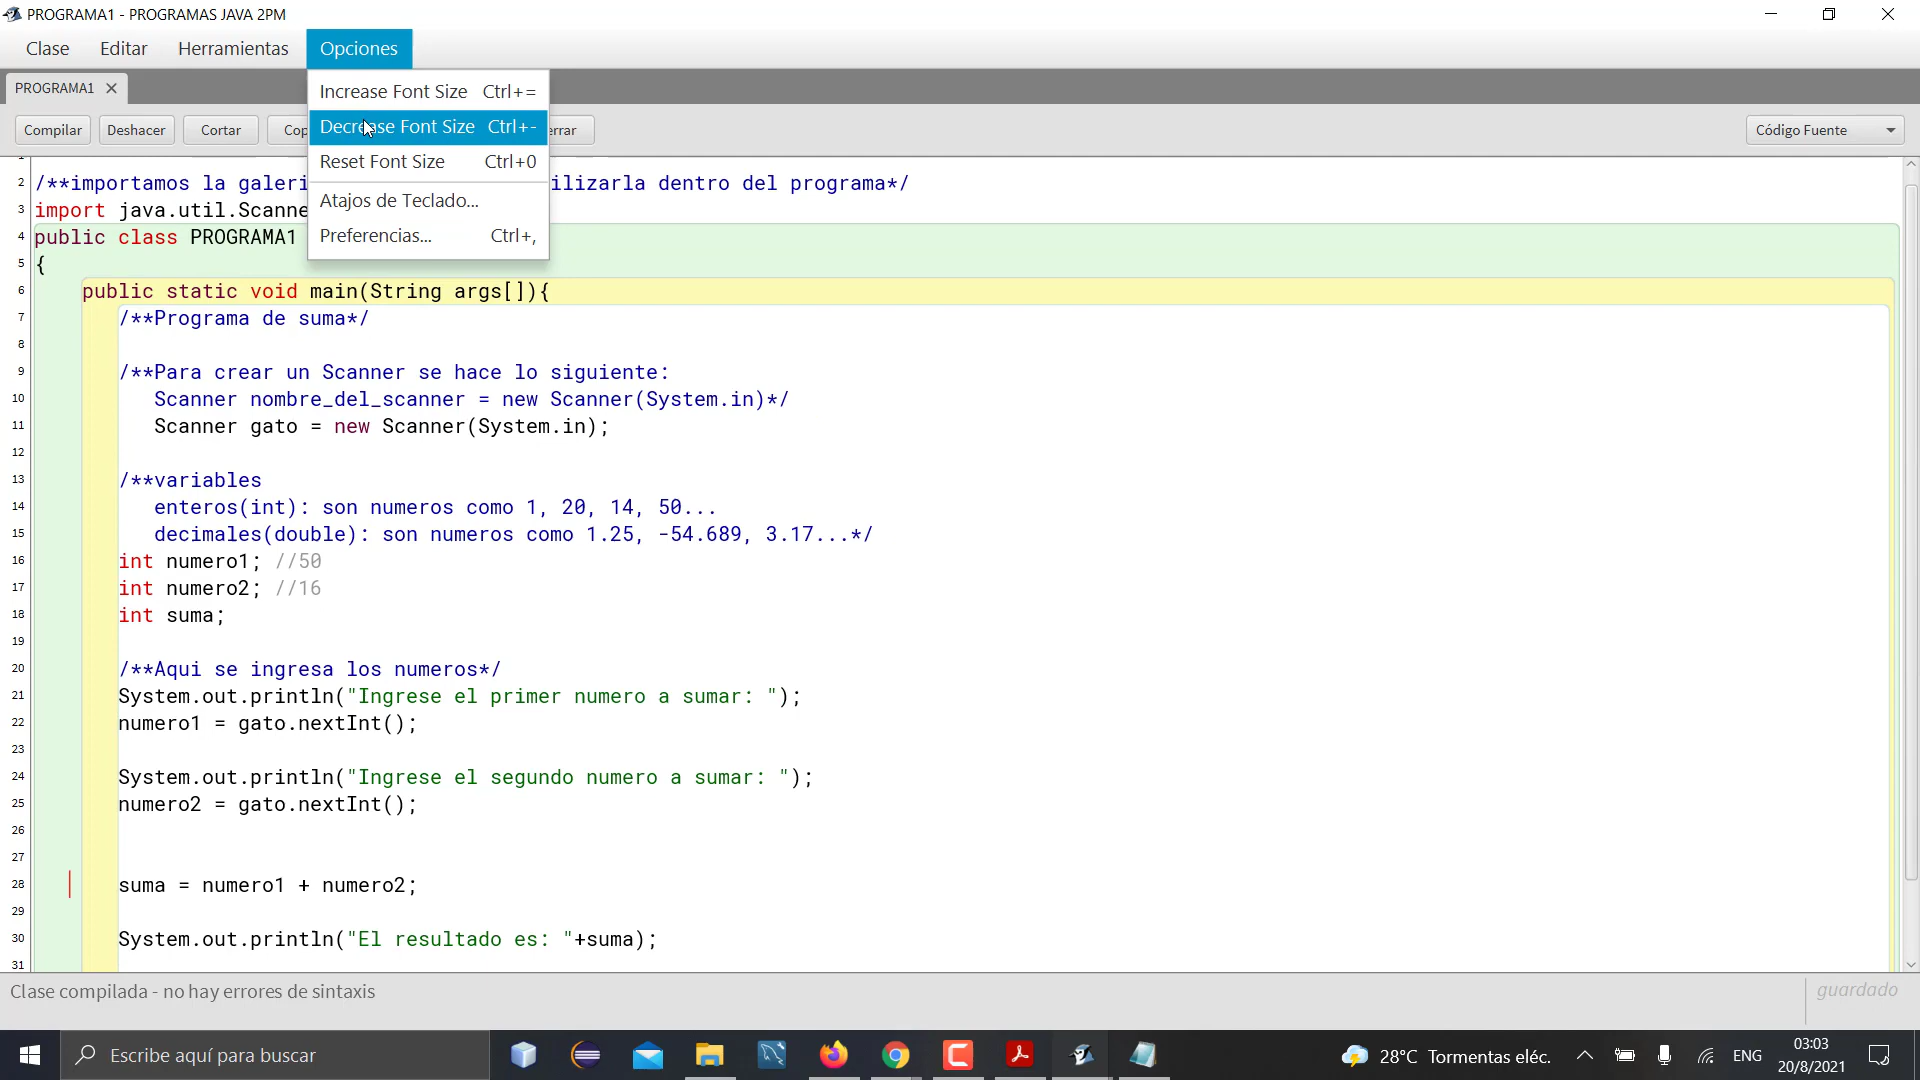 PROGRAMA1 - PROGRAMAS JAVA 2PM
Clase Editar Herramientas Opciones
PROGRAMA1
Increase Font Size Ctrl+=
Compilar Deshacer Cortar Cop
Decrease Font Size Ctrl+-
errar
Código Fuente
Reset Font Size Ctrl+0
Atajos de Teclado...
Preferencias... Ctrl+,
1
2 /**importamos la galeri ilizarla dentro del programa*/
3 import java.util.Scanne
4 public class PROGRAMA1
5 {
6 public static void main(String args[]){
7 /**Programa de suma*/
8
9 /**Para crear un Scanner se hace lo siguiente:
10 Scanner nombre_del_scanner = new Scanner(System.in)*/
11 Scanner gato = new Scanner(System.in);
12
13 /**variables
14 enteros(int): son numeros como 1, 20, 14, 50...
15 decimales(double): son numeros como 1.25, -54.689, 3.17...*/
16 int numero1; //50
17 int numero2; //16
18 int suma;
19
20 /**Aqui se ingresa los numeros*/
21 System.out.println("Ingrese el primer numero a sumar: ");
22 numero1 = gato.nextInt();
23
24 System.out.println("Ingrese el segundo numero a sumar: ");
25 numero2 = gato.nextInt();
26
27
28 suma = numero1 + numero2;
29
30 System.out.println("El resultado es: "+suma);
31
Clase compilada - no hay errores de sintaxis
guardado
Escribe aquí para buscar
28°C Tormentas eléc.
ENG
03:03
20/8/2021